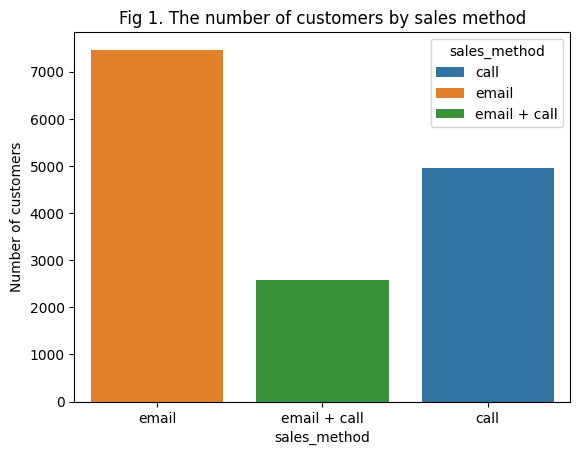 Fig 1. The number of customers by sales method
sales_method
call
email
email + call
Number of customers
7000
6000
5000
4000
3000
2000
1000
0
email
email + call
call
sales_method